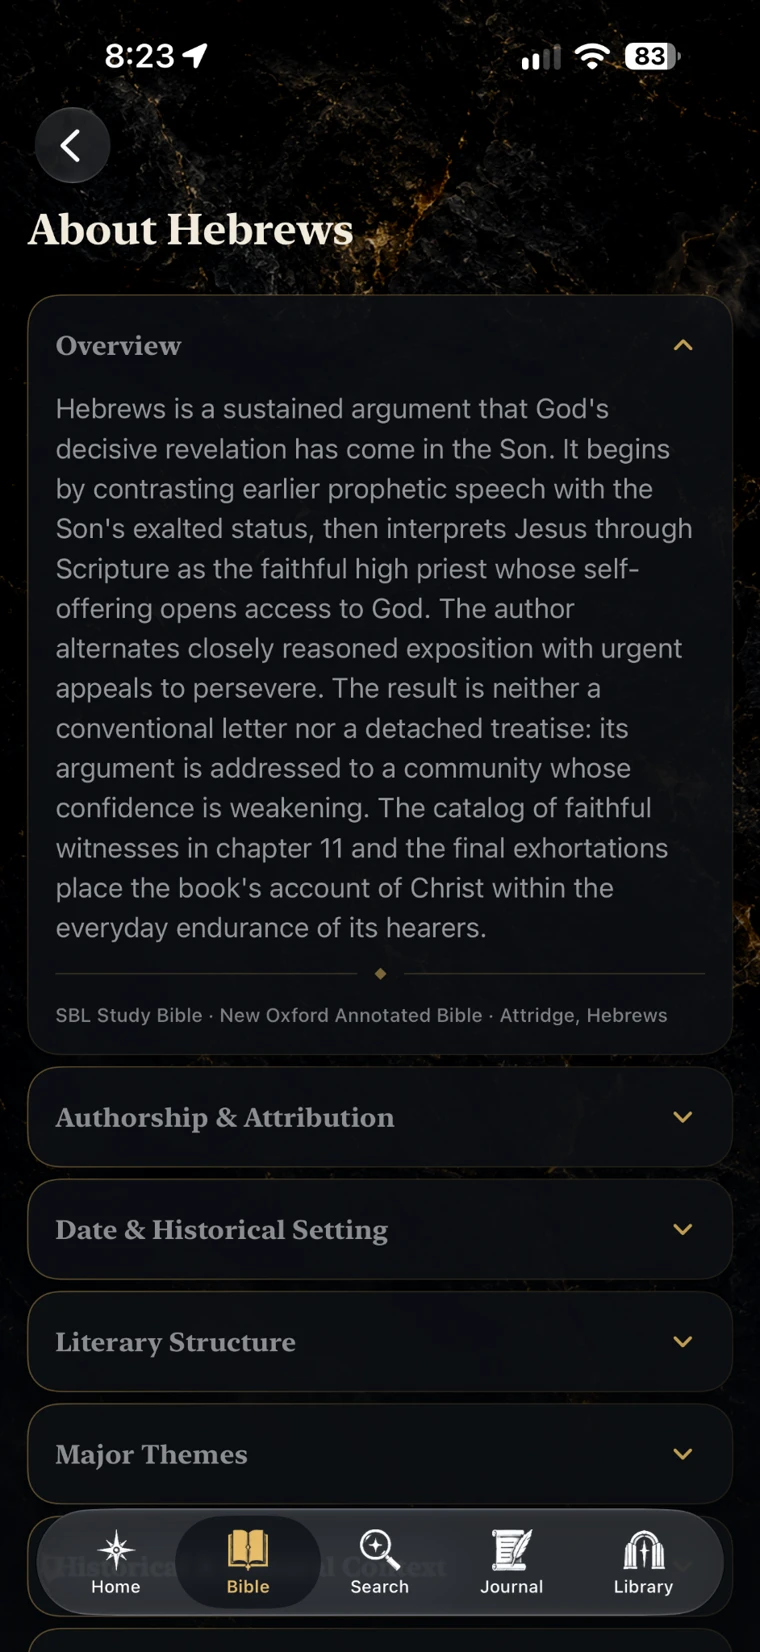 8:23
83
About Hebrews
Overview
Hebrews is a sustained argument that God's
decisive revelation has come in the Son. It begins
by contrasting earlier prophetic speech with the
Son's exalted status, then interprets Jesus through
Scripture as the faithful high priest whose self-
offering opens access to God. The author
alternates closely reasoned exposition with urgent
appeals to persevere. The result is neither a
conventional letter nor a detached treatise: its
argument is addressed to a community whose
confidence is weakening. The catalog of faithful
witnesses in chapter 11 and the final exhortations
place the book's account of Christ within the
everyday endurance of its hearers.
SBL Study Bible · New Oxford Annotated Bible · Attridge, Hebrews
Authorship & Attribution
Date & Historical Setting
Literary Structure
Major Themes
Historical Context
Home
Bible
Search
Journal
Library